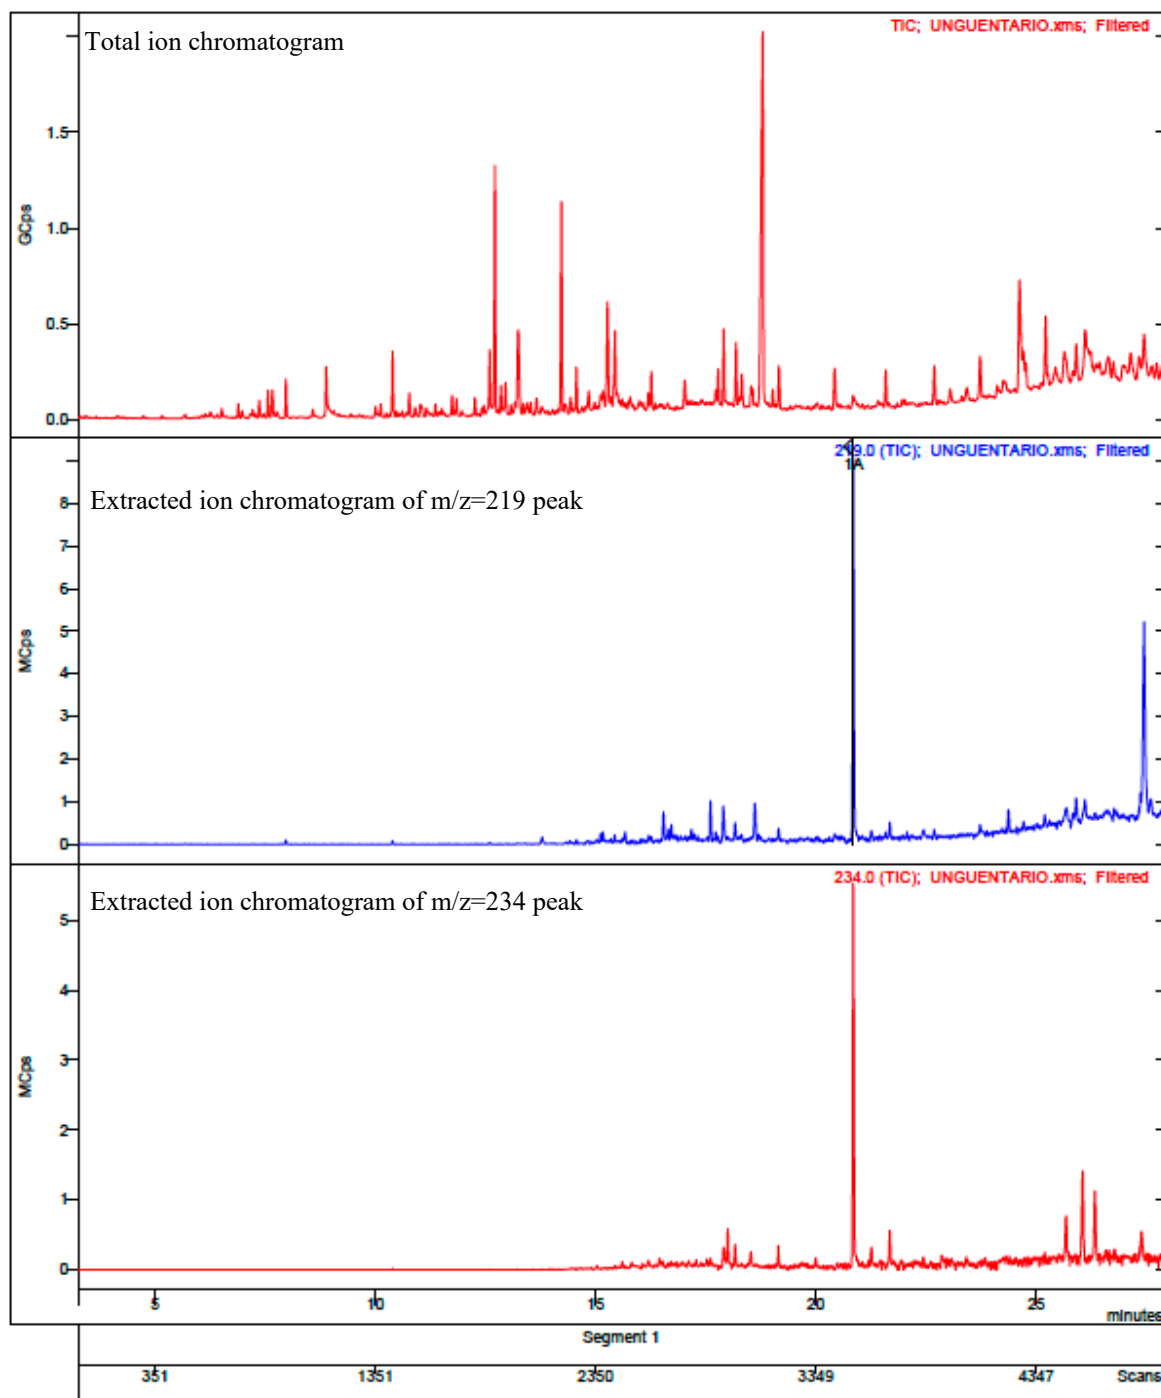 TIC; UNGUENTARIO.xms; Filtered
Total ion chromatogram
1.5
GCps
1.0
0.5
0.0
219.0 (TIC); UNGUENTARIO.xms; Filtered
1A
Extracted ion chromatogram of m/z=219 peak
8
7
6
5
MCps
4
3
2
1
0
234.0 (TIC); UNGUENTARIO.xms; Filtered
Extracted ion chromatogram of m/z=234 peak
5
4
3
MCps
2
1
0
5 10 15 20 25
minutes
Segment 1
351 1351 2350 3349 4347 Scans